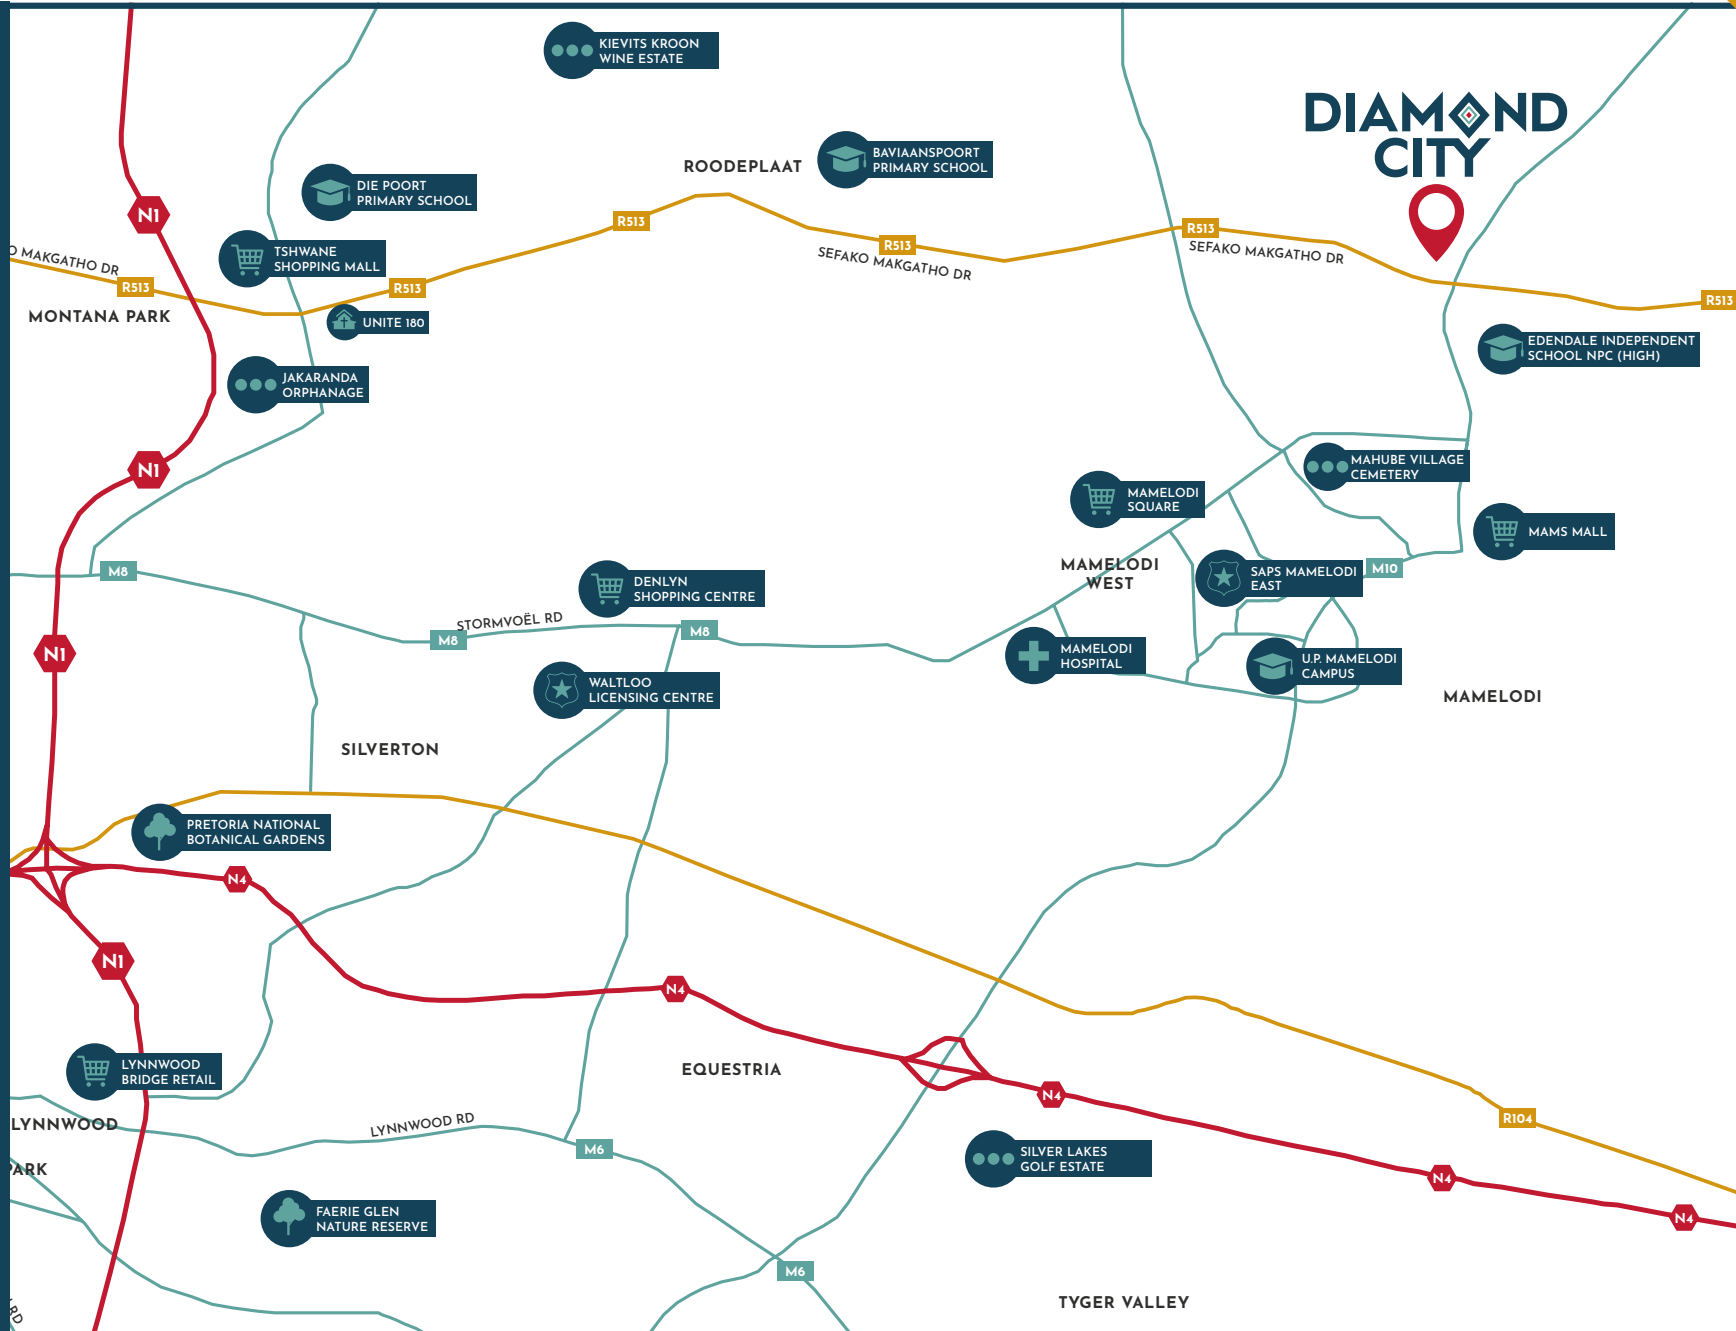 KIEVITS KROON
WINE ESTATE
DIAMOND
CITY
BAVIAANSPOORT
PRIMARY SCHOOL
ROODEPLAAT
DIE POORT
PRIMARY SCHOOL
N1
R513
R513
TSHWANE
SHOPPING MALL
O MAKGATHO DR
R513
SEFAKO MAKGATHO DR
SEFAKO MAKGATHO DR
R513
R513
R513
MONTANA PARK
UNITE 180
EDENDALE INDEPENDENT
SCHOOL NPC (HIGH)
JAKARANDA
ORPHANAGE
N1
MAHUBE VILLAGE
CEMETERY
MAMELODI
SQUARE
MAMS MALL
M8
MAMELODI
WEST
SAPS MAMELODI
EAST
M10
DENLYN
SHOPPING CENTRE
STORMVOËL RD
M8
M8
N1
MAMELODI
HOSPITAL
U.P. MAMELODI
CAMPUS
WALTLOO
LICENSING CENTRE
MAMELODI
SILVERTON
PRETORIA NATIONAL
BOTANICAL GARDENS
N4
N1
N4
LYNNWOOD
BRIDGE RETAIL
EQUESTRIA
N4
LYNNWOOD
PARK
LYNNWOOD RD
R104
M6
SILVER LAKES
GOLF ESTATE
N4
FAERIE GLEN
NATURE RESERVE
N4
M6
TYGER VALLEY
RD